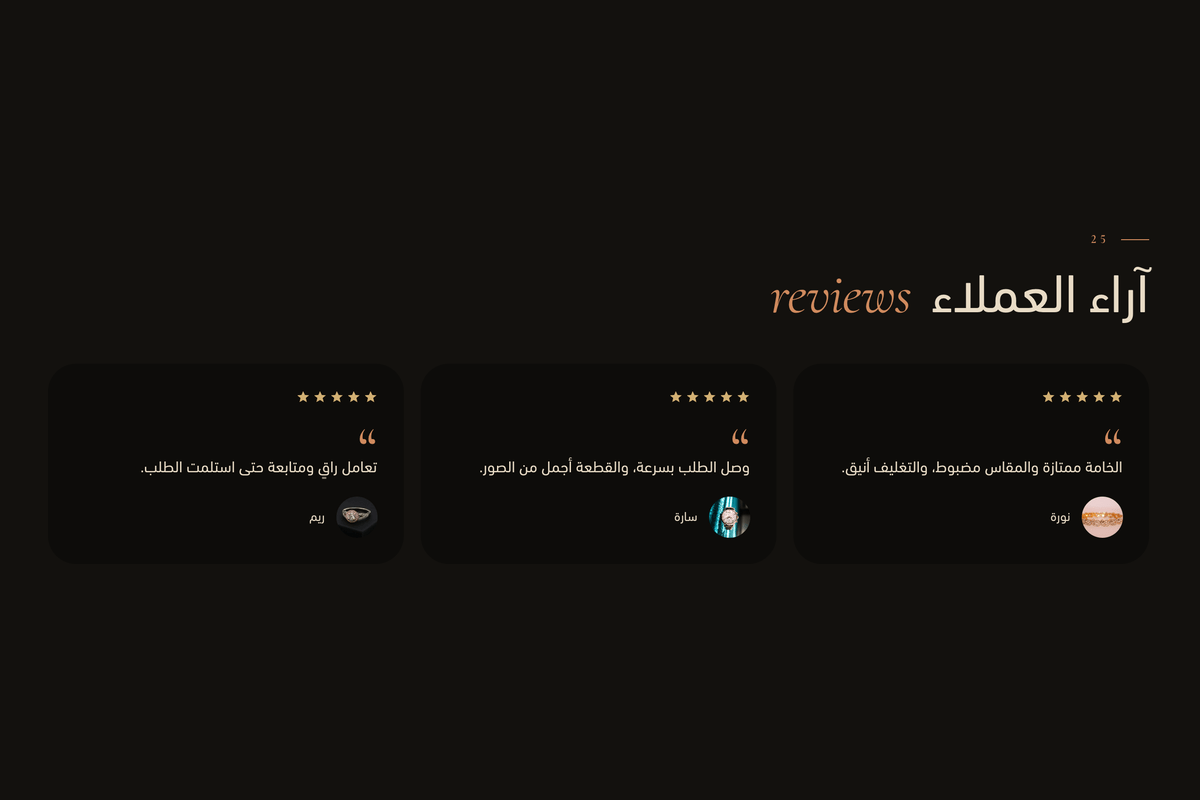 25
آراء العملاء reviews
“
الخامة ممتازة والمقاس مضبوط، والتغليف أنيق.
نورة
“
وصل الطلب بسرعة، والقطعة أجمل من الصور.
سارة
“
تعامل راقٍ ومتابعة حتى استلمت الطلب.
ريم